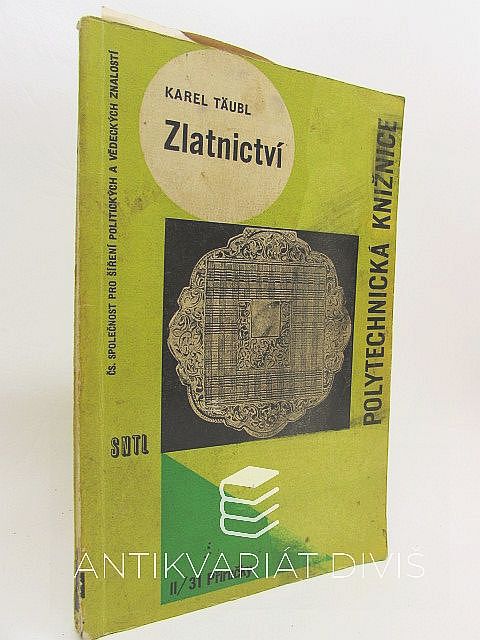 KAREL TÄUBL
Zlatnictví
ČS. SPOLEČNOST PRO ŠÍŘENÍ POLITICKÝCH A VĚDECKÝCH ZNALOSTÍ
POLYTECHNICKÁ KNIŽNICE
SNTL
ANTIKVARIÁT DIVIŠ
II/31